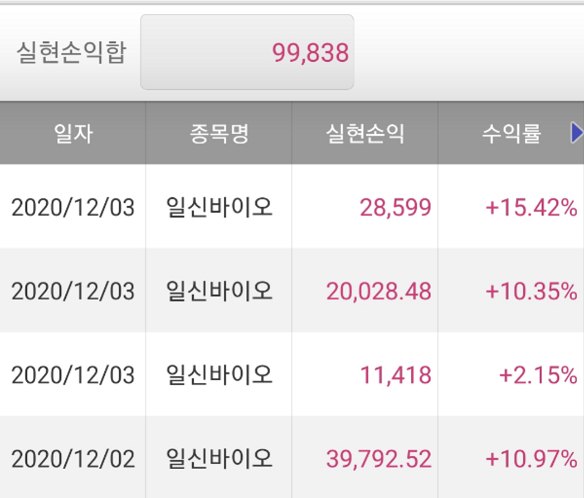 실현손익합 99,838
일자 종목명 실현손익 수익률
2020/12/03 일신바이오 28,599 +15.42%
2020/12/03 일신바이오 20,028.48 +10.35%
2020/12/03 일신바이오 11,418 +2.15%
2020/12/02 일신바이오 39,792.52 +10.97%